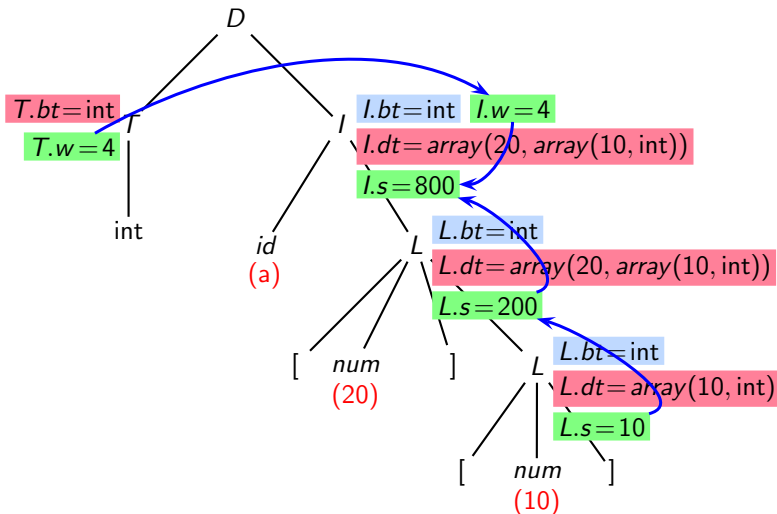 D
T.bt = int
T
T.w = 4
I
I.bt = int
I.w = 4
I.dt = array(20, array(10, int))
I.s = 800
int
id
(a)
L
L.bt = int
L.dt = array(20, array(10, int))
L.s = 200
[
num
(20)
]
L
L.bt = int
L.dt = array(10, int)
L.s = 10
[
num
(10)
]